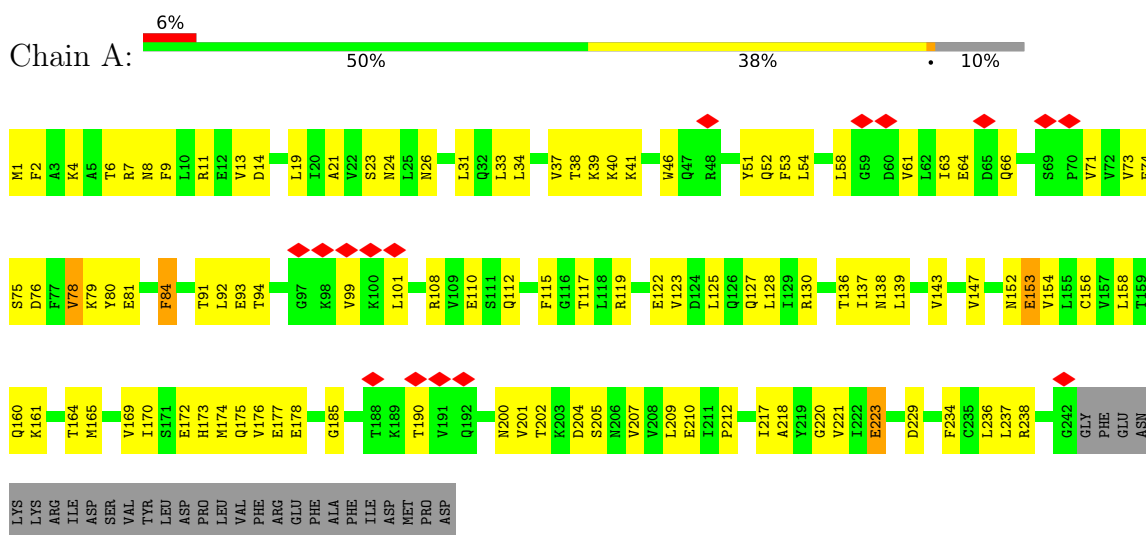 6%
Chain A:
50% 38% • 10%
M1 F2 A3 K4 A5 T6 R7 N8 F9 L10 R11 E12 V13 D14 L19 I20 A21 V22 S23 N24 L25 N26 L31 Q32 L33 L34 V37 T38 K39 K40 K41 W46 Q47 R48 Y51 Q52 F53 L54 L58 G59 D60 V61 L62 I63 E64 D65 Q66 S69 P70 V71 V72 V73 F74
S75 D76 F77 V78 K79 Y80 E81 F84 T91 L92 E93 T94 G97 K98 V99 K100 L101 R108 V109 E110 S111 Q112 F115 G116 T117 L118 R119 E122 V123 D124 L125 Q126 Q127 L128 I129 R130 T136 I137 N138 L139 V143 V147 N152 E153 V154 L155 C156 V157 L158 T159
Q160 K161 T164 M165 V169 I170 S171 E172 H173 M174 Q175 V176 E177 E178 G185 T188 K189 T190 V191 Q192 N200 V201 T202 K203 D204 S205 N206 V207 V208 L209 E210 I211 P212 I217 A218 Y219 G220 V221 I222 E223 D229 F234 C235 L236 L237 R238 G242 GLY PHE GLU ASN
LYS LYS ARG ILE ASP SER VAL TYR LEU ASP PRO LEU VAL PHE ARG GLU PHE ALA PHE ILE ASP MET PRO ASP